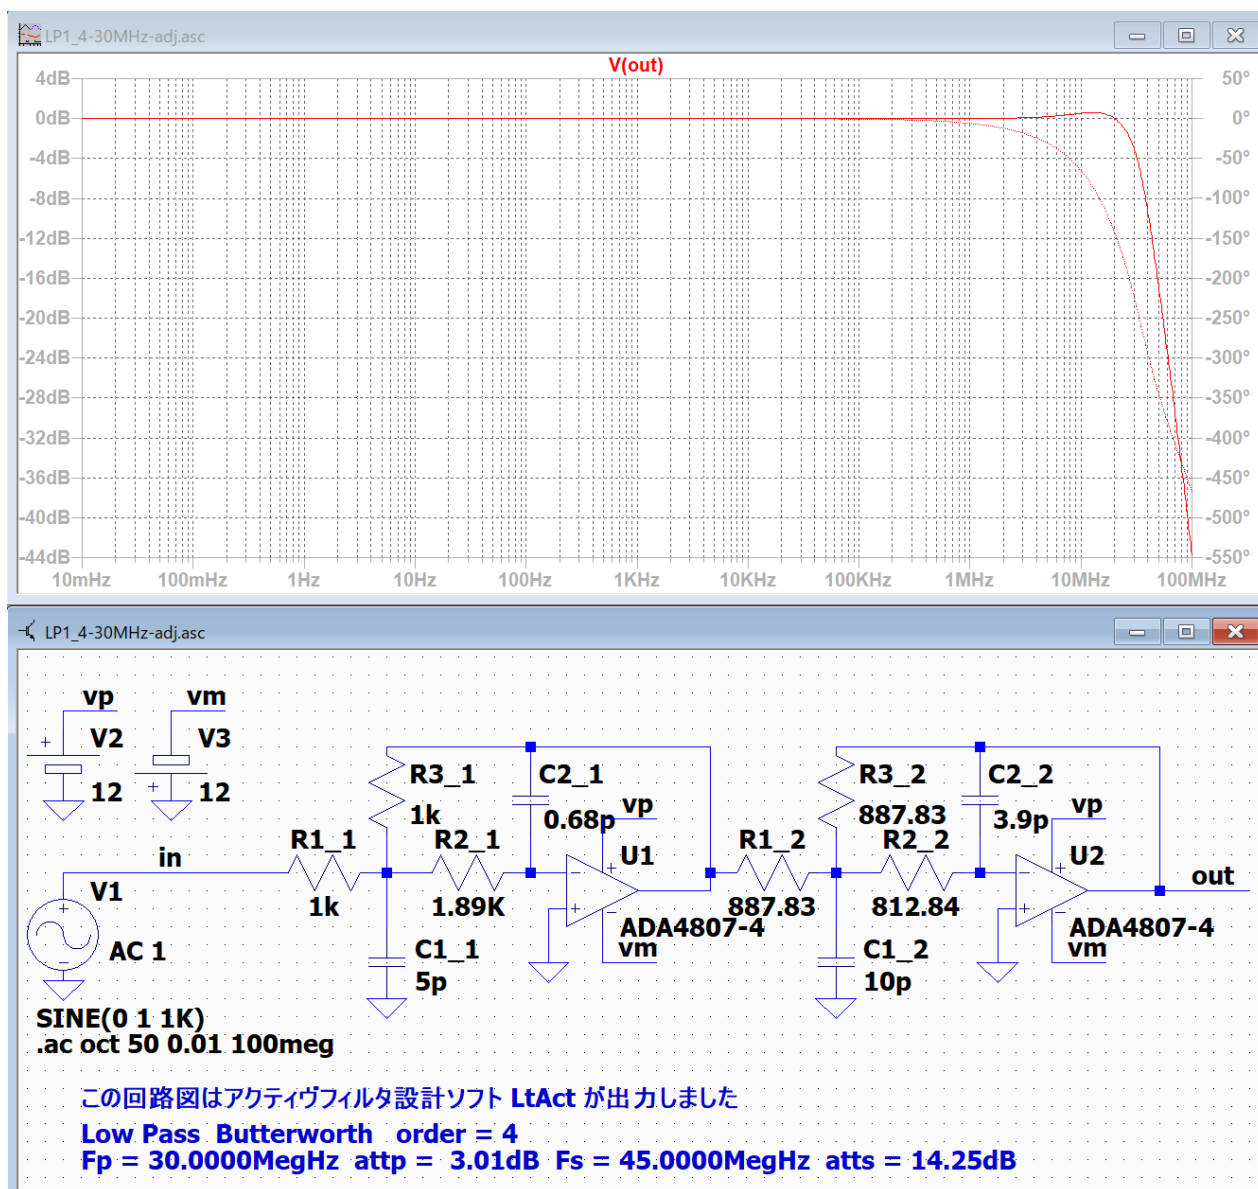 LP1_4-30MHz-adj.asc
V(out)
4dB
0dB
-4dB
-8dB
-12dB
-16dB
-20dB
-24dB
-28dB
-32dB
-36dB
-40dB
-44dB
50°
0°
-50°
-100°
-150°
-200°
-250°
-300°
-350°
-400°
-450°
-500°
-550°
10mHz 100mHz 1Hz 10Hz 100Hz 1KHz 10KHz 100KHz 1MHz 10MHz 100MHz
LP1_4-30MHz-adj.asc
vp
V2
12
vm
V3
12
in
V1
AC 1
SINE(0 1 1K)
.ac oct 50 0.01 100meg
R1_1
1k
R3_1
1k
R2_1
1.89K
C1_1
5p
C2_1
0.68p
vp
U1
ADA4807-4
vm
R1_2
887.83
R3_2
887.83
R2_2
812.84
C1_2
10p
C2_2
3.9p
vp
U2
ADA4807-4
vm
out
この回路図はアクティヴフィルタ設計ソフト LtAct が出力しました
Low Pass Butterworth order = 4
Fp = 30.0000MegHz attp = 3.01dB Fs = 45.0000MegHz atts = 14.25dB